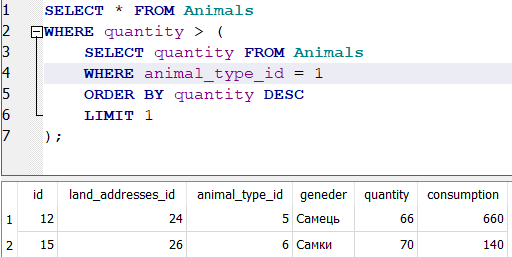 1 SELECT * FROM Animals
2 WHERE quantity > (
3 SELECT quantity FROM Animals
4 WHERE animal_type_id = 1
5 ORDER BY quantity DESC
6 LIMIT 1
7 );
id land_addresses_id animal_type_id geneder quantity consumption
1 12 24 5 Самець 66 660
2 15 26 6 Самки 70 140